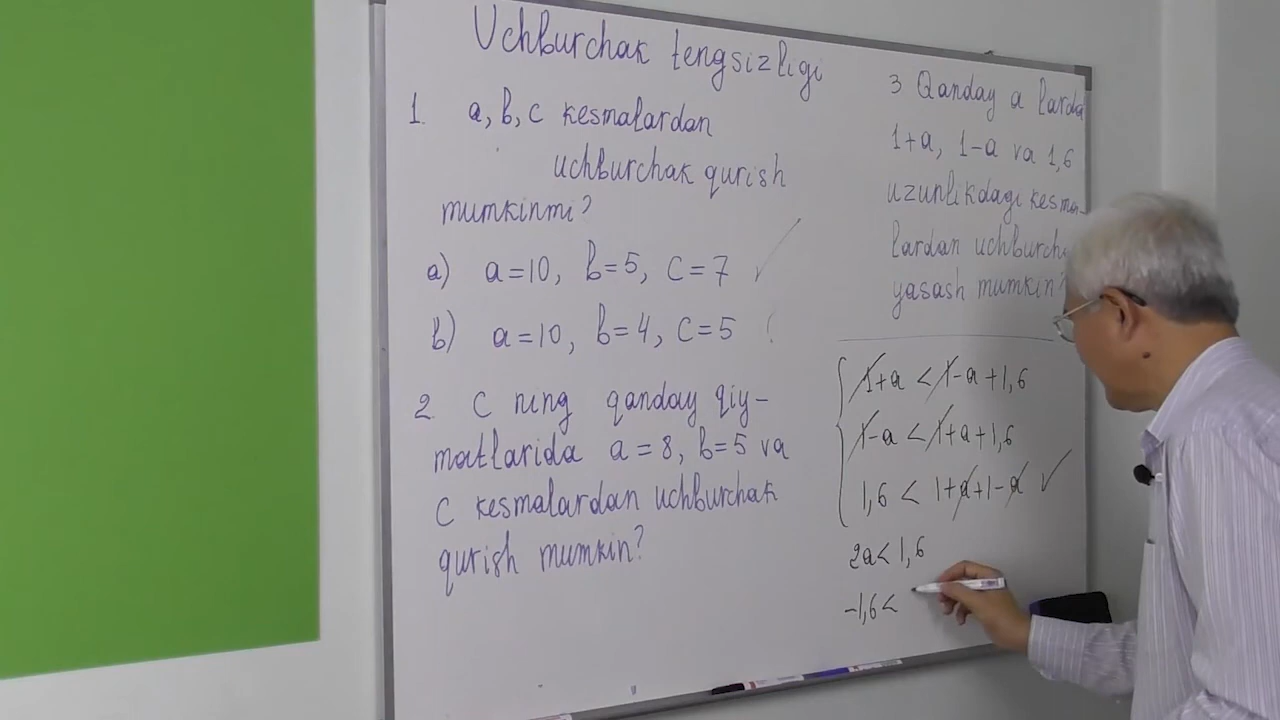 Uchburchak tengsizligi
1. a, b, c kesmalardan
uchburchak qurish
mumkinmi?
a) a=10, b=5, c=7 ✓
b) a=10, b=4, c=5
2 c ning qanday qiy-
matlarida a=8, b=5 va
c kesmalardan uchburchak
qurish mumkin?
3 Qanday a larda
1+a, 1-a va 1,6
uzunlikdagi kesma-
lardan
yasash mumkin?
1+a < 1-a+1,6
1-a < 1+a+1,6
1,6 < 1+a+1-a ✓
2a<1,6
-1,6<